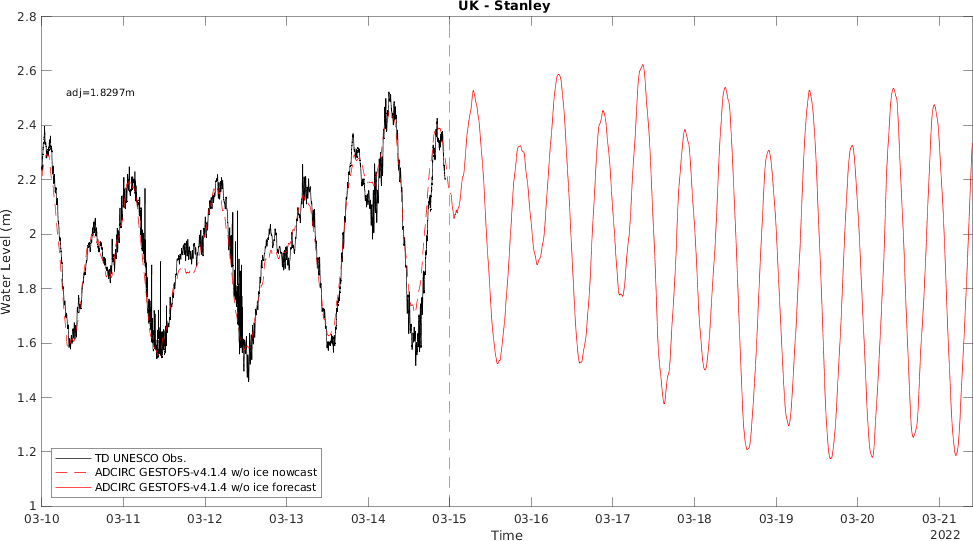 UK - Stanley
2.8
2.6
2.4
2.2
2
1.8
1.6
1.4
1.2
1
Water Level (m)
adj=1.8297m
TD UNESCO Obs.
ADCIRC GESTOFS-v4.1.4 w/o ice nowcast
ADCIRC GESTOFS-v4.1.4 w/o ice forecast
03-10 03-11 03-12 03-13 03-14 03-15 03-16 03-17 03-18 03-19 03-20 03-21
Time
2022